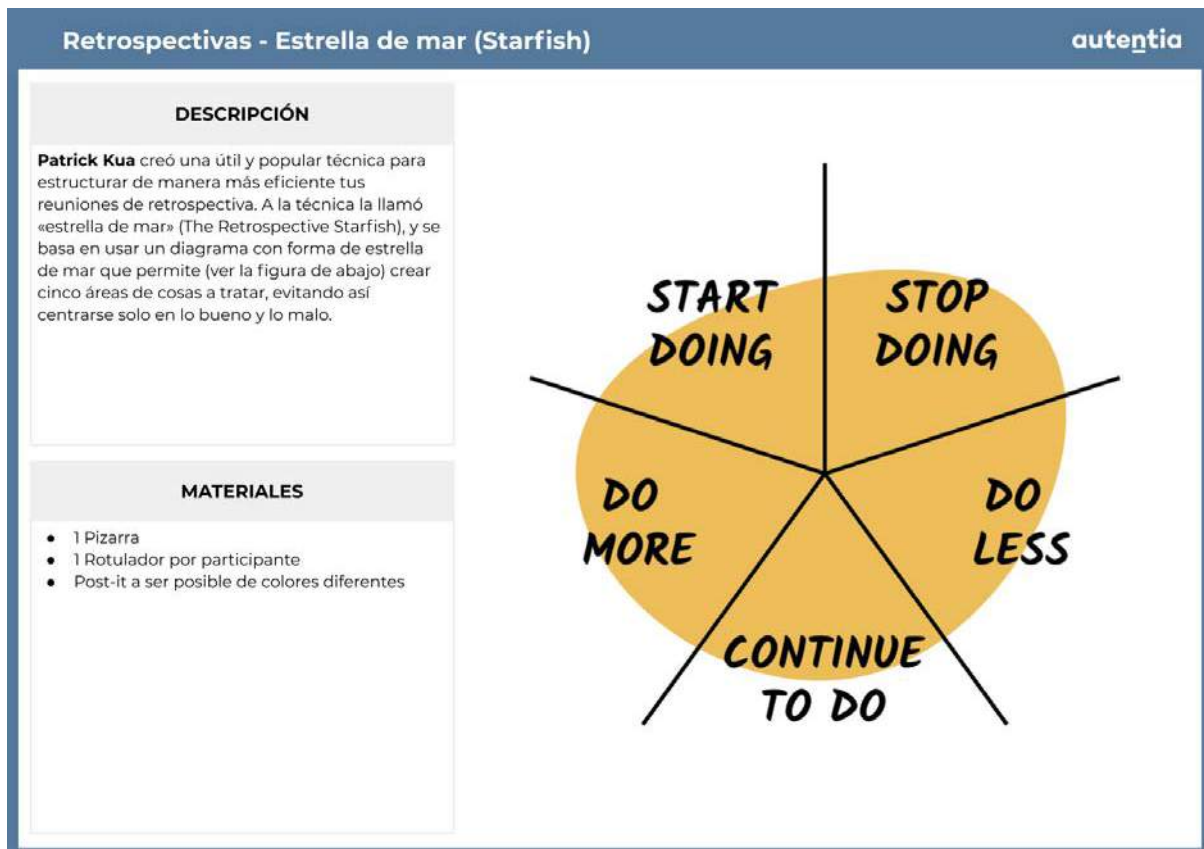 Retrospectivas - Estrella de mar (Starfish)
autentia
DESCRIPCIÓN
Patrick Kua creó una útil y popular técnica para
estructurar de manera más eficiente tus
reuniones de retrospectiva. A la técnica la llamó
«estrella de mar» (The Retrospective Starfish), y se
basa en usar un diagrama con forma de estrella
de mar que permite (ver la figura de abajo) crear
cinco áreas de cosas a tratar, evitando así
centrarse solo en lo bueno y lo malo.
MATERIALES
● 1 Pizarra
● 1 Rotulador por participante
● Post-it a ser posible de colores diferentes
START
DOING
STOP
DOING
DO
MORE
DO
LESS
CONTINUE
TO DO